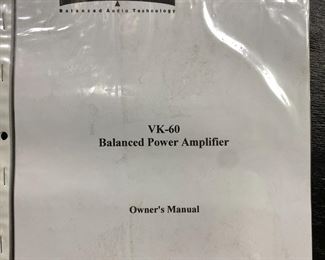 Balanced Audio Technology
VK-60
Balanced Power Amplifier
Owner's Manual